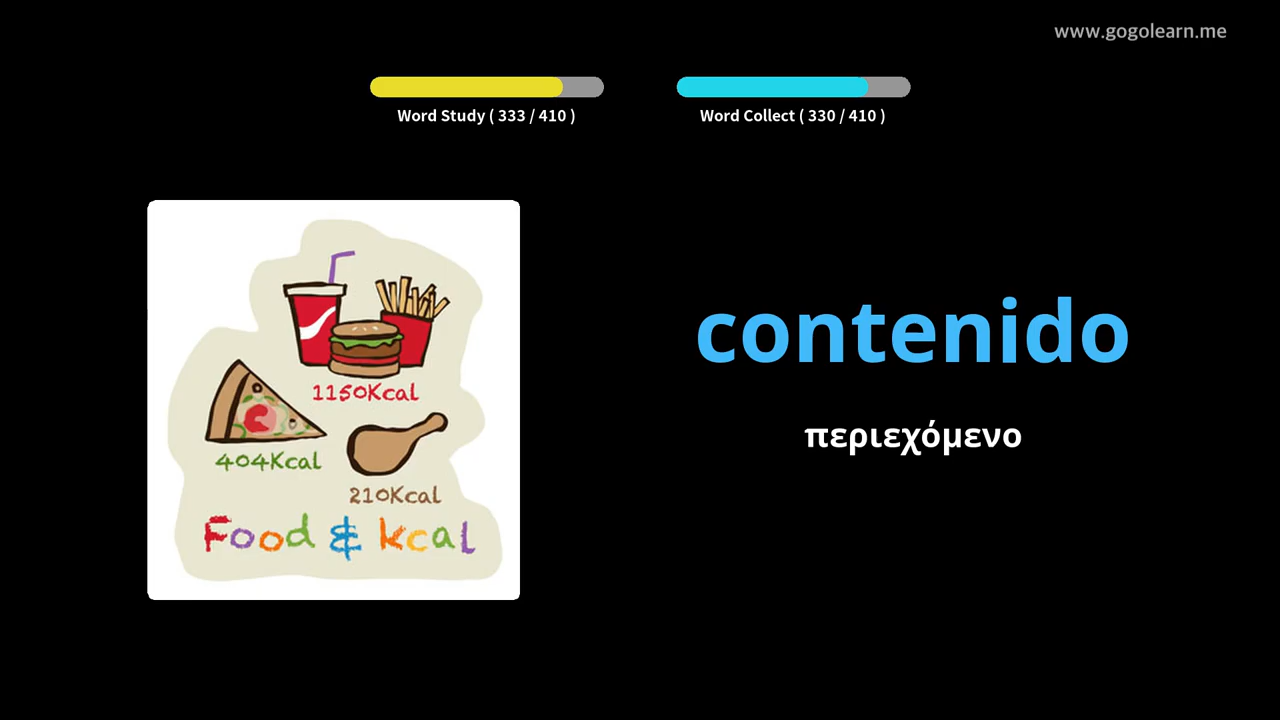 www.gogolearn.me
Word Study ( 333 / 410 )
Word Collect ( 330 / 410 )
1150Kcal
404Kcal
210Kcal
Food & kcal
contenido
περιεχόμενο